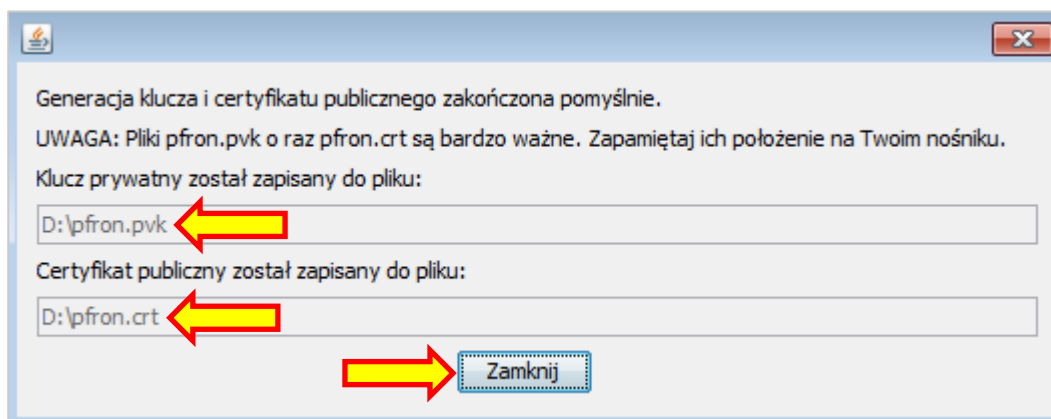 Generacja klucza i certyfikatu publicznego zakończona pomyślnie.
UWAGA: Pliki pfron.pvk o raz pfron.crt są bardzo ważne. Zapamiętaj ich położenie na Twoim nośniku.
Klucz prywatny został zapisany do pliku:
D:\pfron.pvk
Certyfikat publiczny został zapisany do pliku:
D:\pfron.crt
Zamknij